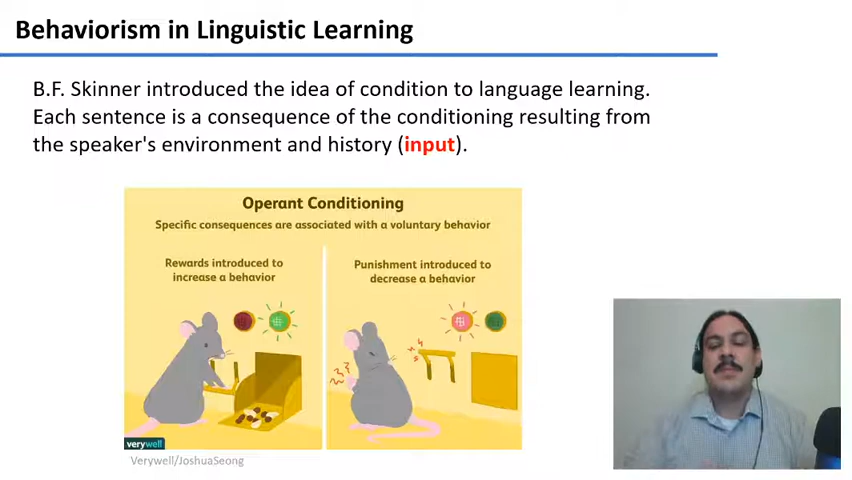 Behaviorism in Linguistic Learning
B.F. Skinner introduced the idea of condition to language learning.
Each sentence is a consequence of the conditioning resulting from
the speaker's environment and history (input).
Operant Conditioning
Specific consequences are associated with a voluntary behavior
Rewards introduced to
increase a behavior
Punishment introduced to
decrease a behavior
verywell
Verywell/JoshuaSeong